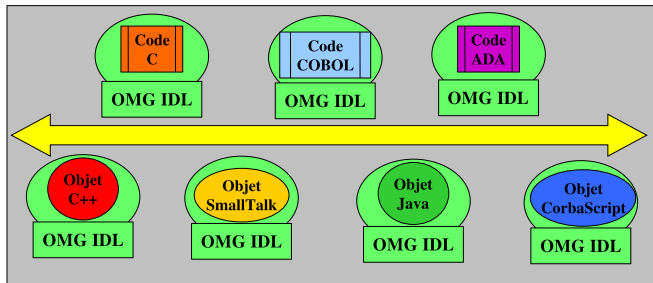 Code
C
Code
COBOL
Code
ADA
OMG IDL
OMG IDL
OMG IDL
Objet
C++
Objet
SmallTalk
Objet
Java
Objet
CorbaScript
OMG IDL
OMG IDL
OMG IDL
OMG IDL